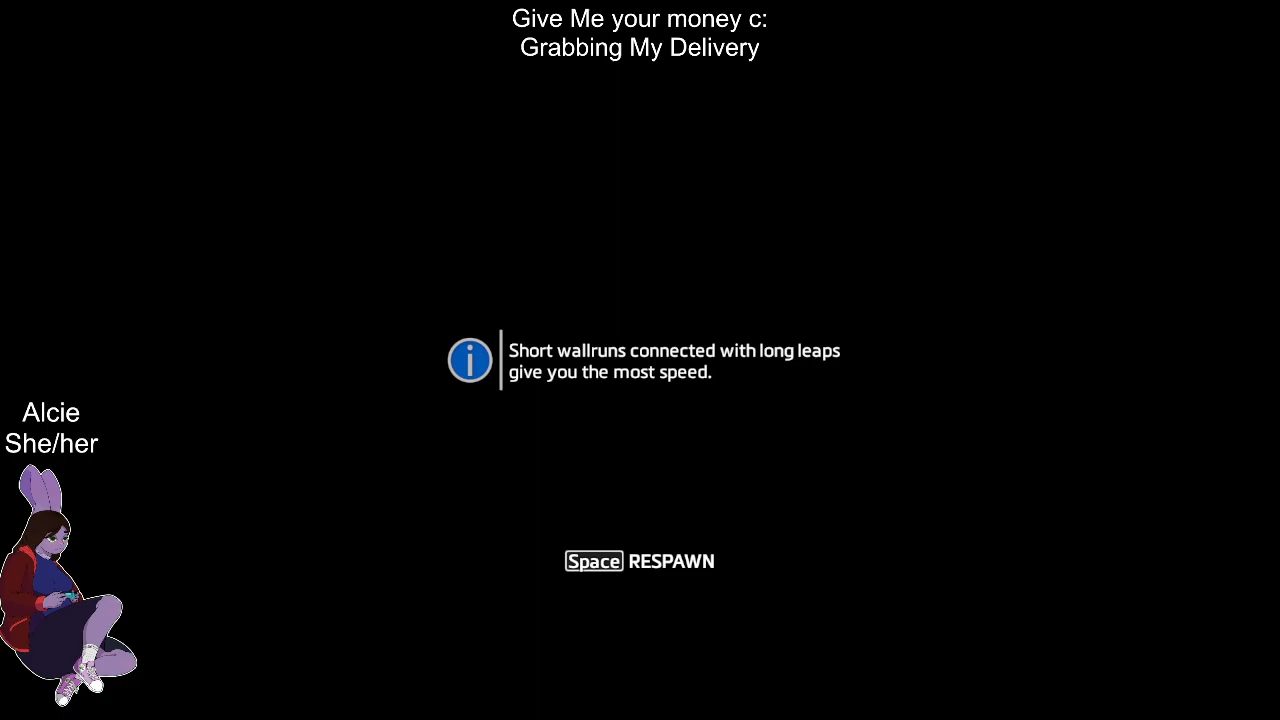 Give Me your money c:
Grabbing My Delivery
Short wallruns connected with long leaps
give you the most speed.
Alcie
She/her
Space RESPAWN